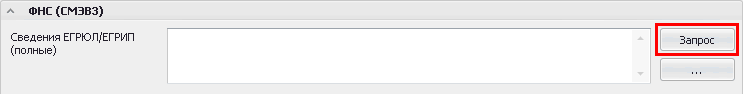 ФНС (СМЭВ3)
Сведения ЕГРЮЛ/ЕГРИП
(полные)
Запрос
...